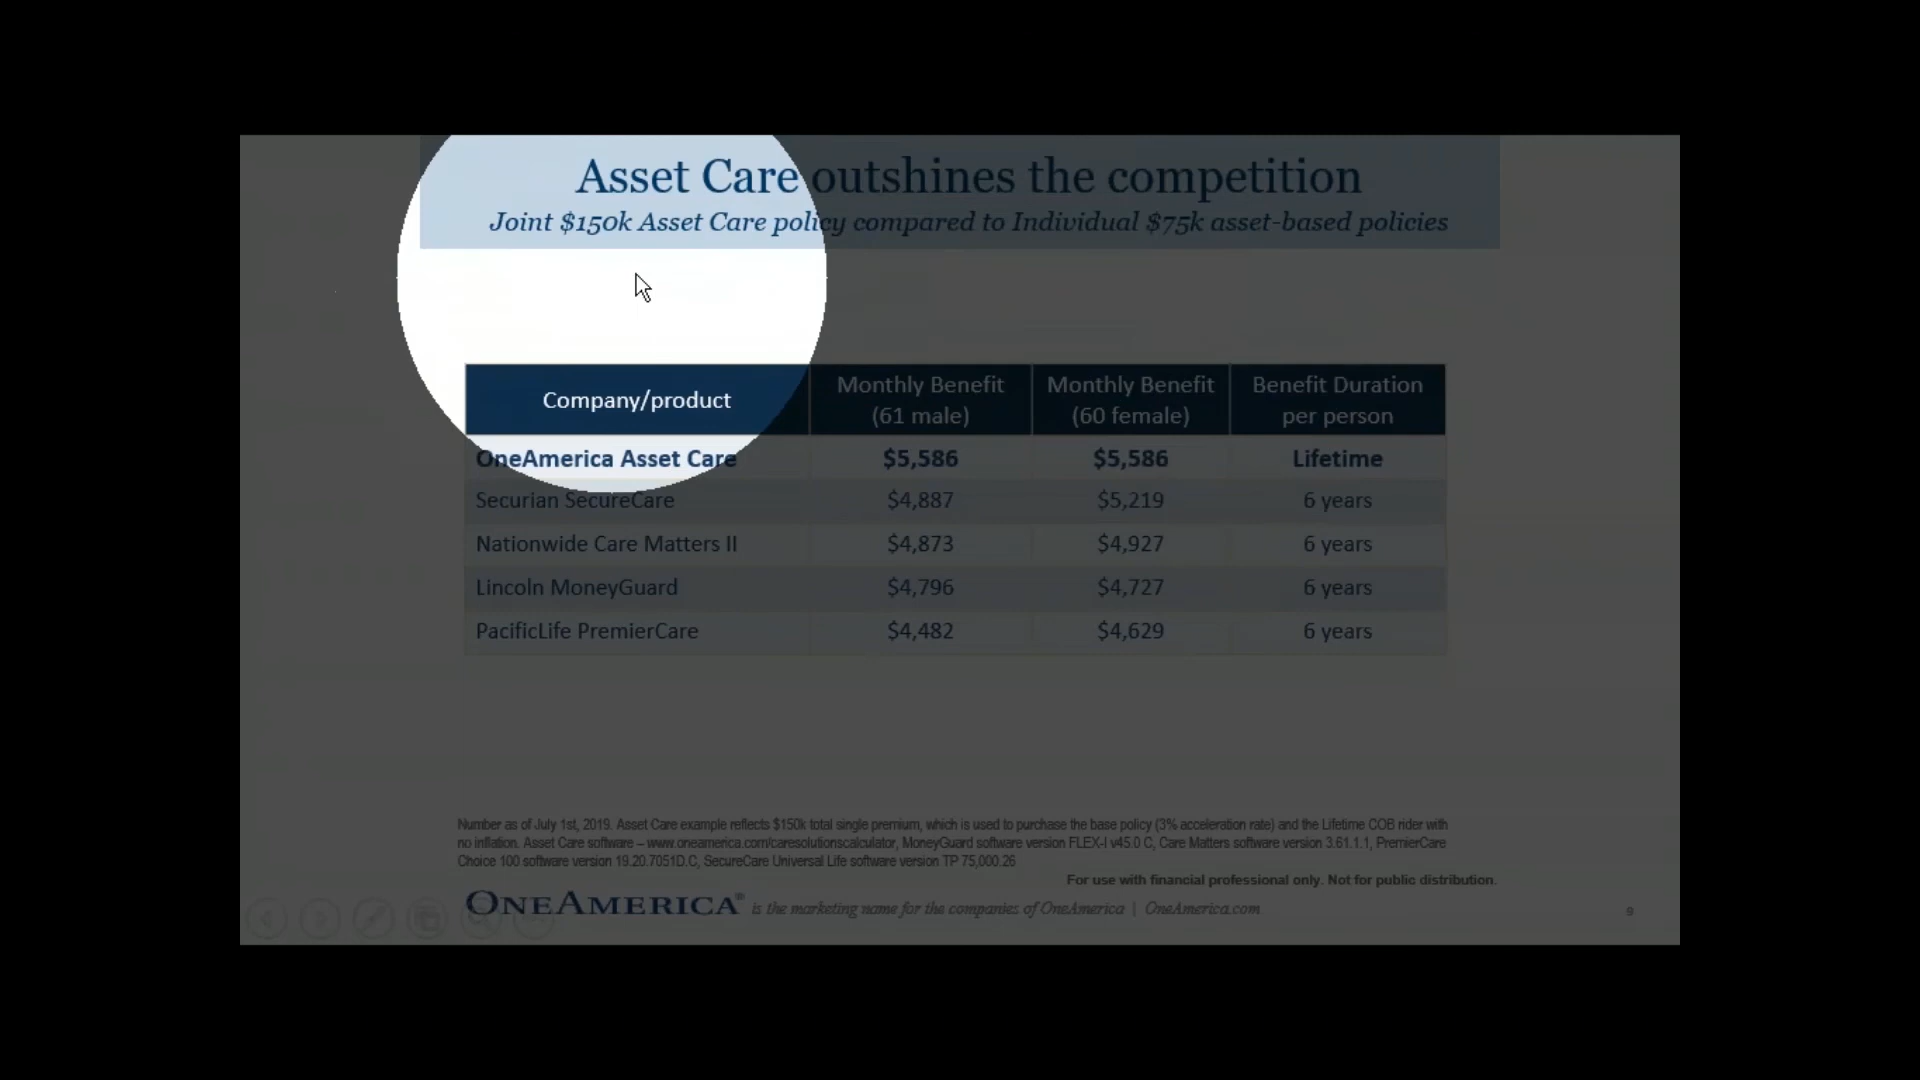 Asset Care outshines the competition
Joint $150k Asset Care policy compared to Individual $75k asset-based policies
Company/product Monthly Benefit (61 male) Monthly Benefit (60 female) Benefit Duration per person
OneAmerica Asset Care $5,586 $5,586 Lifetime
Securian SecureCare $4,887 $5,219 6 years
Nationwide Care Matters II $4,873 $4,927 6 years
Lincoln MoneyGuard $4,796 $4,727 6 years
PacificLife PremierCare $4,482 $4,629 6 years
Number as of July 1st, 2019. Asset Care example reflects $150k total single premium, which is used to purchase the base policy (3% acceleration rate) and the Lifetime COB rider with
no inflation. Asset Care software – www.oneamerica.com/caresolutionscalculator, MoneyGuard software version FLEX-I v45.0 C, Care Matters software version 3.61.1.1, PremierCare
Choice 100 software version 19.20.7051D.C, SecureCare Universal Life software version TP 75,000.26
For use with financial professional only. Not for public distribution.
ONEAMERICA® is the marketing name for the companies of OneAmerica | OneAmerica.com
9